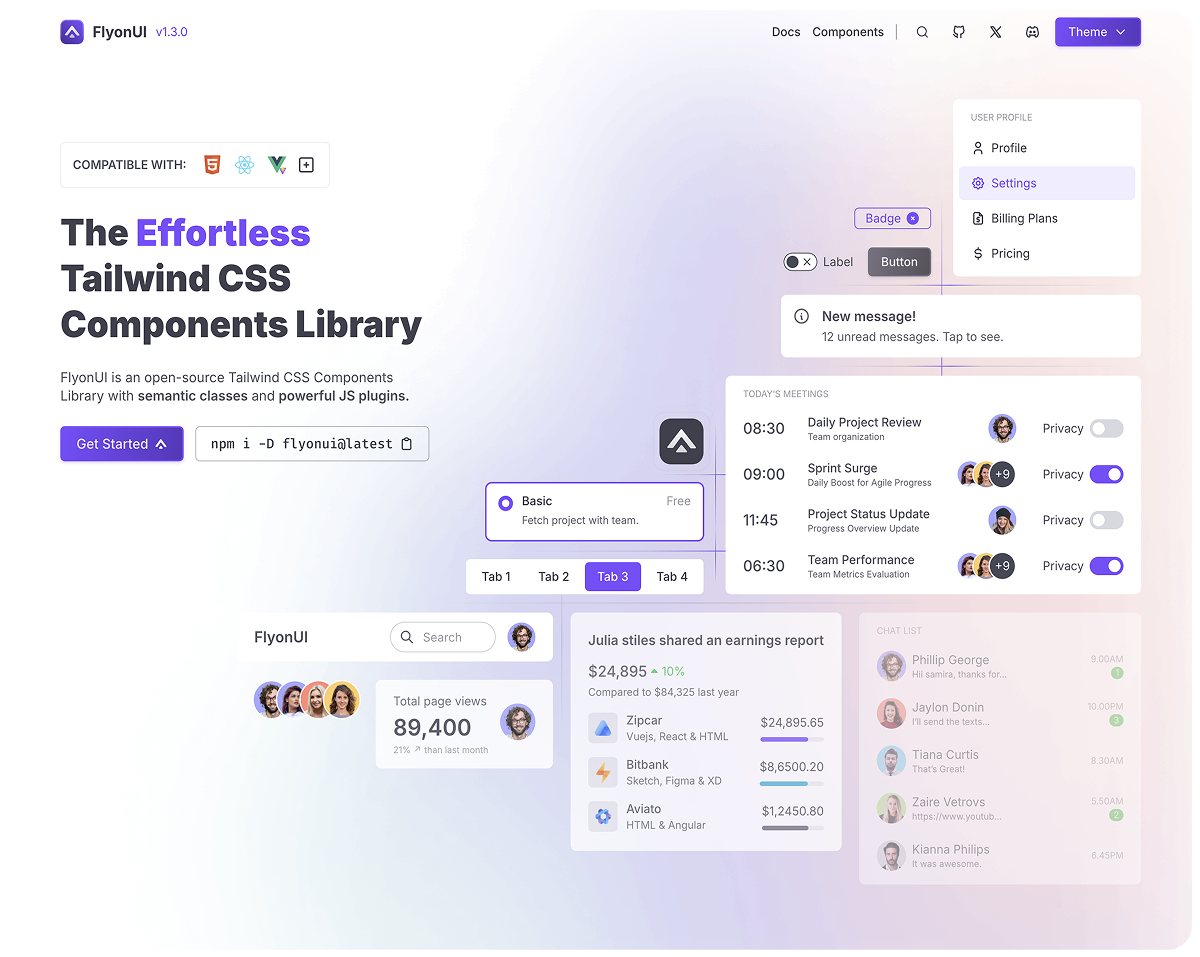 FlyonUI v1.3.0
Docs Components Theme
COMPATIBLE WITH:
The Effortless
Tailwind CSS
Components Library
FlyonUI is an open-source Tailwind CSS Components
Library with semantic classes and powerful JS plugins.
Get Started
npm i -D flyonui@latest
USER PROFILE
Profile
Settings
Billing Plans
Pricing
Badge
Label
Button
New message!
12 unread messages. Tap to see.
TODAY'S MEETINGS
08:30 Daily Project Review Privacy
Team organization
09:00 Sprint Surge +9 Privacy
Daily Boost for Agile Progress
11:45 Project Status Update Privacy
Progress Overview Update
06:30 Team Performance +9 Privacy
Team Metrics Evaluation
Basic Free
Fetch project with team.
Tab 1 Tab 2 Tab 3 Tab 4
FlyonUI Search
Total page views
89,400
21% ↗ than last month
Julia stiles shared an earnings report
$24,895 10%
Compared to $84,325 last year
Zipcar $24,895.65
Vuejs, React & HTML
Bitbank $8,6500.20
Sketch, Figma & XD
Aviato $1,2450.80
HTML & Angular
CHAT LIST
Phillip George 9.00AM
Hii samira, thanks for... 1
Jaylon Donin 10.00PM
I'll send the texts... 3
Tiana Curtis 8.30AM
That's Great!
Zaire Vetrovs 5.50AM
https://www.youtub... 2
Kianna Philips 6.45PM
It was awesome.